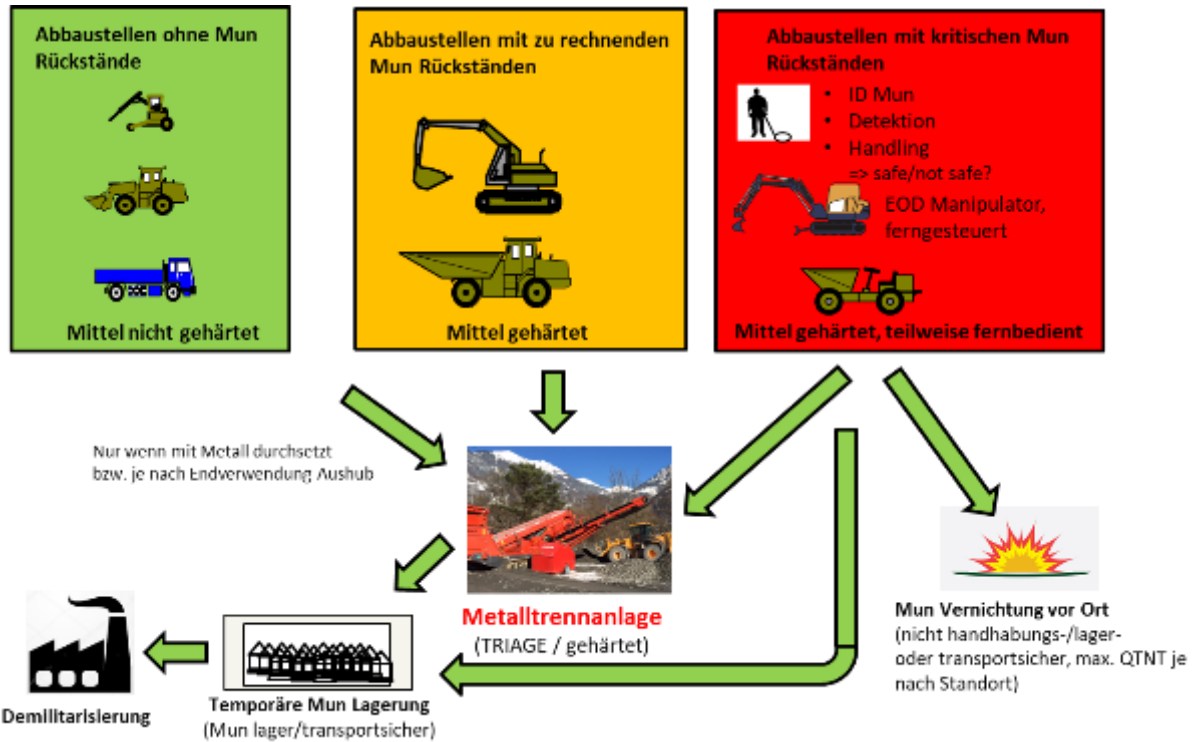 Abbaustellen ohne Mun
Rückstände
Mittel nicht gehärtet
Abbaustellen mit zu rechnenden
Mun Rückständen
Mittel gehärtet
Abbaustellen mit kritischen Mun
Rückständen
• ID Mun
• Detektion
• Handling
=> safe/not safe?
EOD Manipulator,
ferngesteuert
Mittel gehärtet, teilweise fernbedient
Nur wenn mit Metall durchsetzt
bzw. je nach Endverwendung Aushub
Metalltrennanlage
(TRIAGE / gehärtet)
Mun Vernichtung vor Ort
(nicht handhabungs-/lager-
oder transportsicher, max. QTNT je
nach Standort)
Temporäre Mun Lagerung
(Mun lager/transportsicher)
Demilitarisierung